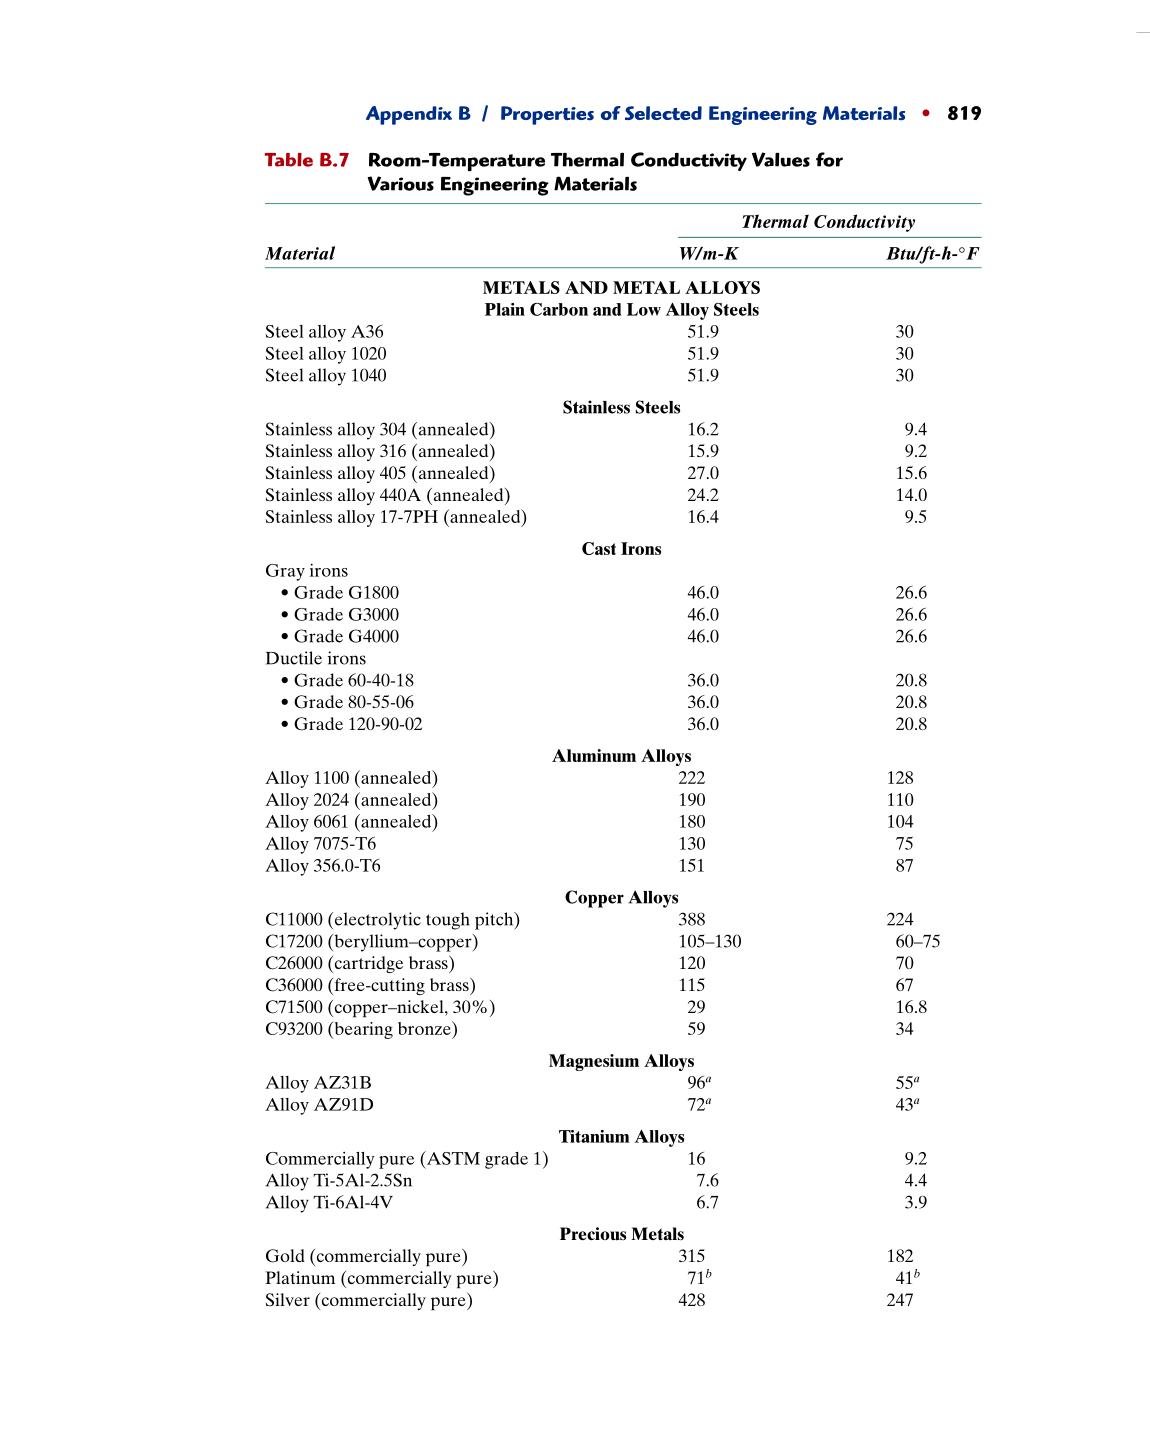 Appendix B / Properties of Selected Engineering Materials • 819
Table B.7 Room-Temperature Thermal Conductivity Values for
Various Engineering Materials
Thermal Conductivity
Material W/m-K Btu/ft-h-°F
METALS AND METAL ALLOYS
Plain Carbon and Low Alloy Steels
Steel alloy A36 51.9 30
Steel alloy 1020 51.9 30
Steel alloy 1040 51.9 30
Stainless Steels
Stainless alloy 304 (annealed) 16.2 9.4
Stainless alloy 316 (annealed) 15.9 9.2
Stainless alloy 405 (annealed) 27.0 15.6
Stainless alloy 440A (annealed) 24.2 14.0
Stainless alloy 17-7PH (annealed) 16.4 9.5
Cast Irons
Gray irons
• Grade G1800 46.0 26.6
• Grade G3000 46.0 26.6
• Grade G4000 46.0 26.6
Ductile irons
• Grade 60-40-18 36.0 20.8
• Grade 80-55-06 36.0 20.8
• Grade 120-90-02 36.0 20.8
Aluminum Alloys
Alloy 1100 (annealed) 222 128
Alloy 2024 (annealed) 190 110
Alloy 6061 (annealed) 180 104
Alloy 7075-T6 130 75
Alloy 356.0-T6 151 87
Copper Alloys
C11000 (electrolytic tough pitch) 388 224
C17200 (beryllium–copper) 105–130 60–75
C26000 (cartridge brass) 120 70
C36000 (free-cutting brass) 115 67
C71500 (copper–nickel, 30%) 29 16.8
C93200 (bearing bronze) 59 34
Magnesium Alloys
Alloy AZ31B 96a 55a
Alloy AZ91D 72a 43a
Titanium Alloys
Commercially pure (ASTM grade 1) 16 9.2
Alloy Ti-5Al-2.5Sn 7.6 4.4
Alloy Ti-6Al-4V 6.7 3.9
Precious Metals
Gold (commercially pure) 315 182
Platinum (commercially pure) 71b 41b
Silver (commercially pure) 428 247